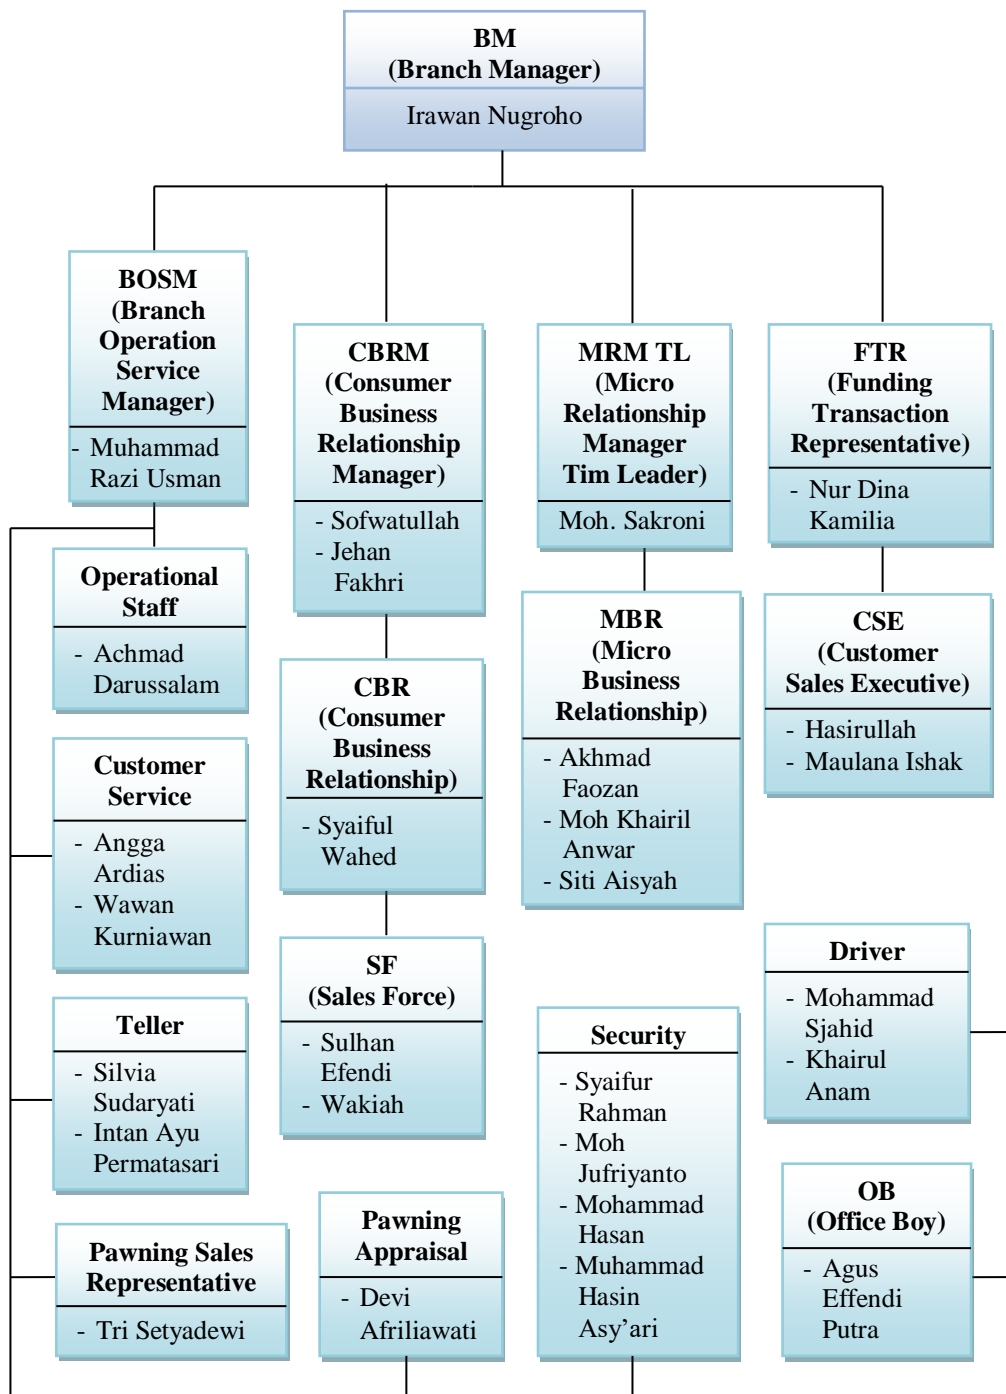 BM
(Branch Manager)
Irawan Nugroho
BOSM
(Branch
Operation
Service
Manager)
- Muhammad
Razi Usman
CBRM
(Consumer
Business
Relationship
Manager)
- Sofwatullah
- Jehan
Fakhri
MRM TL
(Micro
Relationship
Manager
Tim Leader)
Moh. Sakroni
FTR
(Funding
Transaction
Representative)
- Nur Dina
Kamilia
Operational
Staff
- Achmad
Darussalam
CBR
(Consumer
Business
Relationship)
- Syaiful
Wahed
MBR
(Micro
Business
Relationship)
- Akhmad
Faozan
- Moh Khairil
Anwar
- Siti Aisyah
CSE
(Customer
Sales Executive)
- Hasirullah
- Maulana Ishak
Customer
Service
- Angga
Ardias
- Wawan
Kurniawan
SF
(Sales Force)
- Sulhan
Efendi
- Wakiah
Driver
- Mohammad
Sjahid
- Khairul
Anam
Teller
- Silvia
Sudaryati
- Intan Ayu
Permatasari
Security
- Syaifur
Rahman
- Moh
Jufriyanto
- Mohammad
Hasan
- Muhammad
Hasin
Asy’ari
Pawning Sales
Representative
- Tri Setyadewi
Pawning
Appraisal
- Devi
Afriliawati
OB
(Office Boy)
- Agus
Effendi
Putra